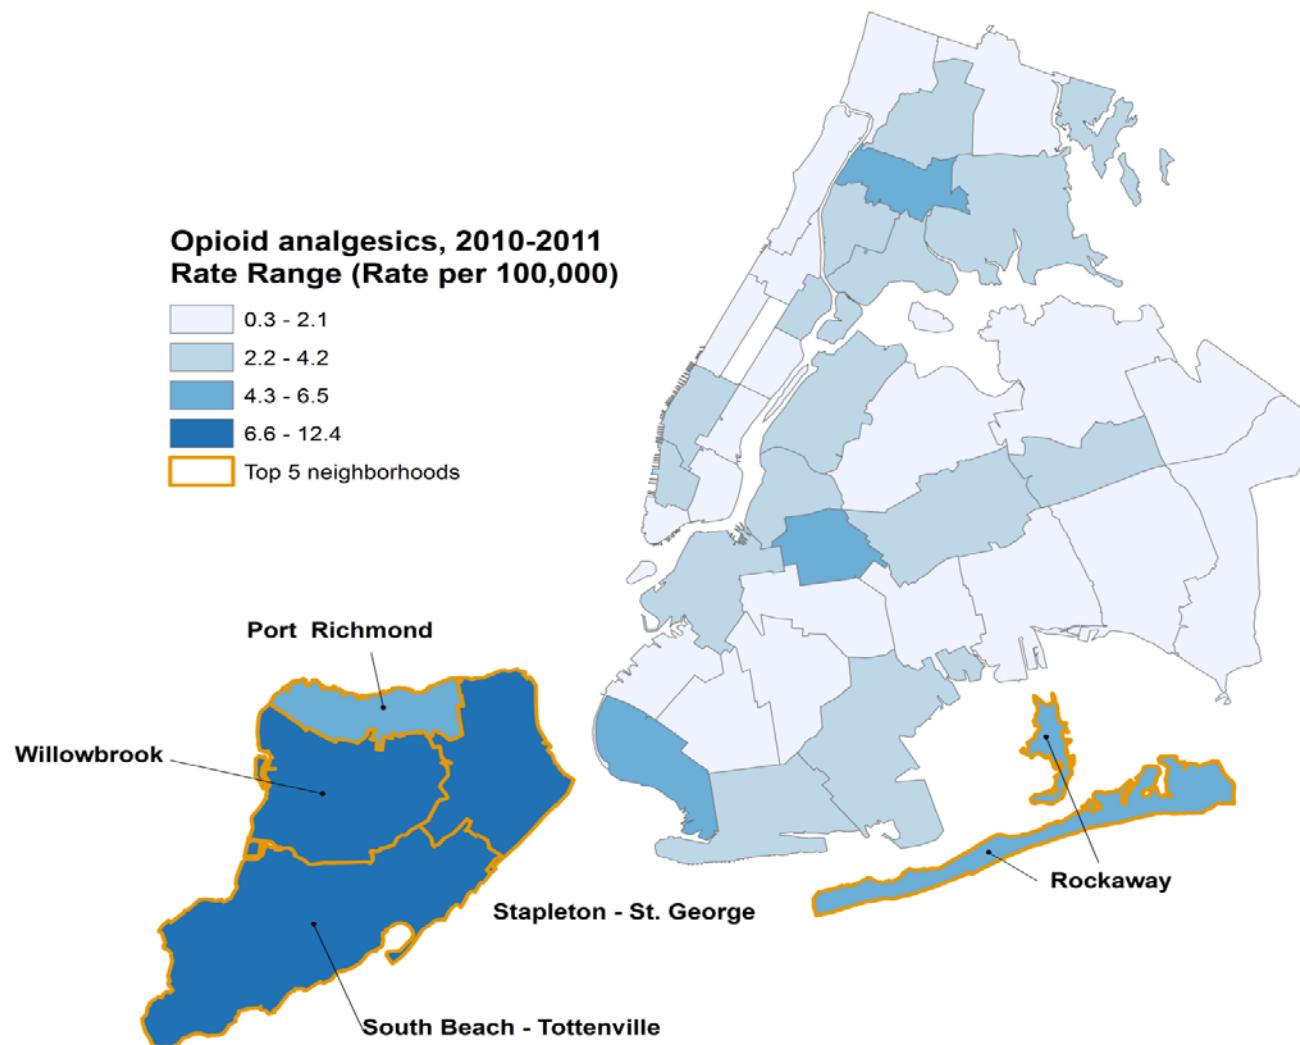 Opioid analgesics, 2010-2011
Rate Range (Rate per 100,000)
0.3 - 2.1
2.2 - 4.2
4.3 - 6.5
6.6 - 12.4
Top 5 neighborhoods
Port Richmond
Willowbrook
Rockaway
Stapleton - St. George
South Beach - Tottenville